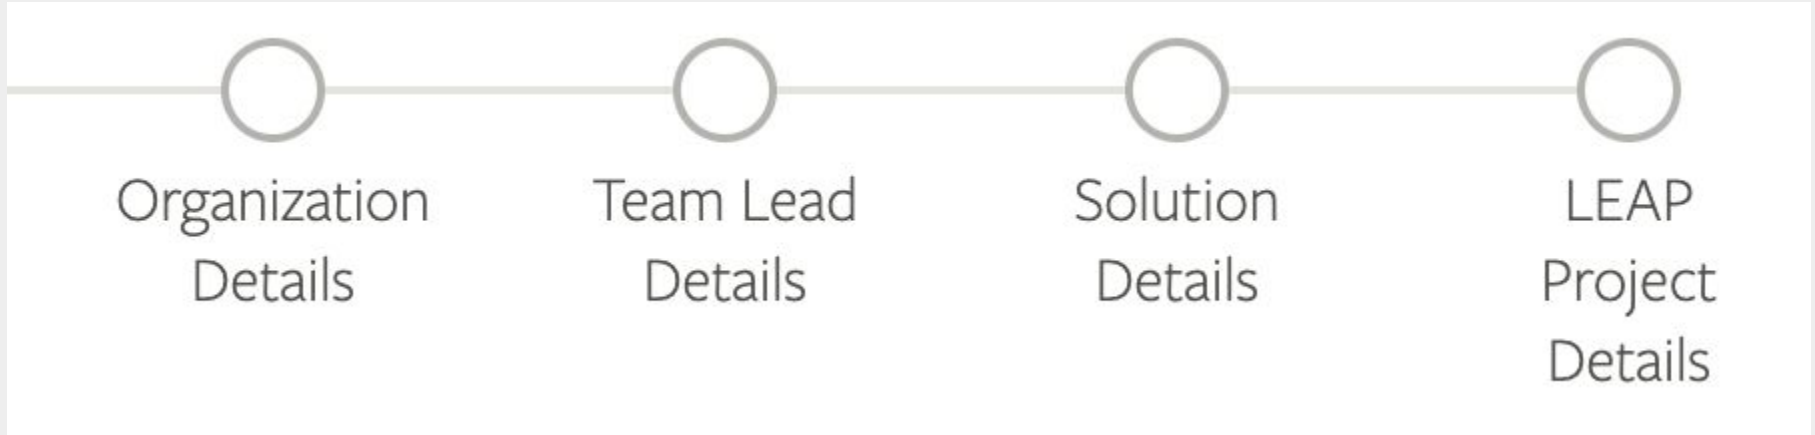 Organization
Details
Team Lead
Details
Solution
Details
LEAP
Project
Details